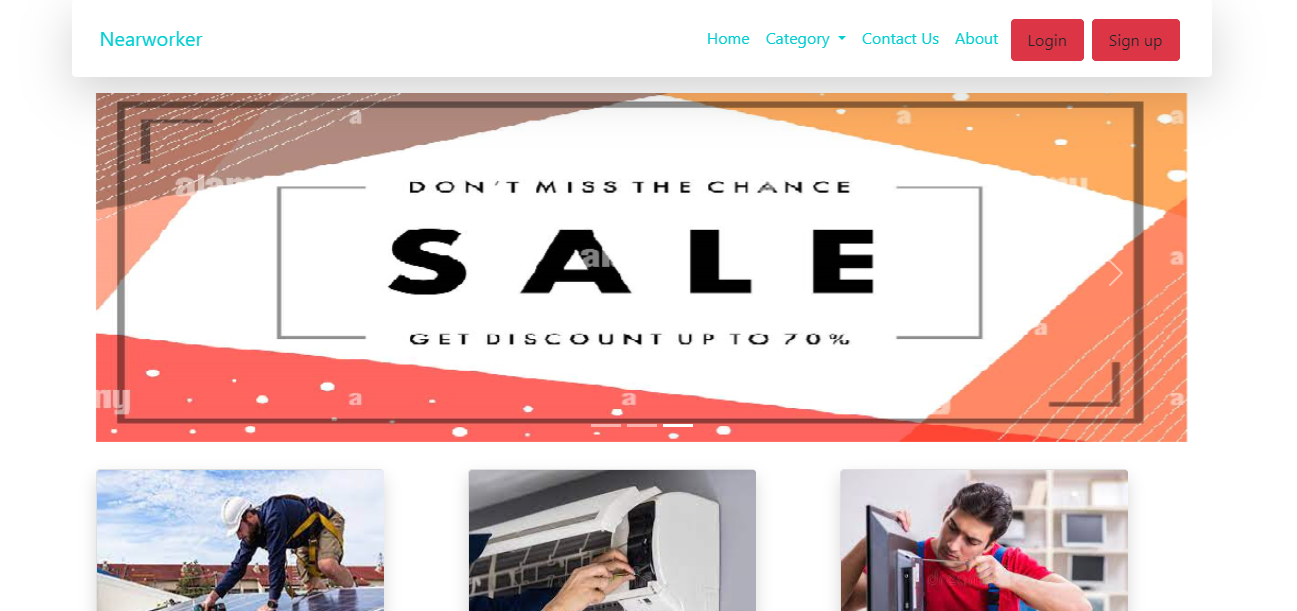 Nearworker
Home Category Contact Us About Login Sign up
DON'T MISS THE CHANCE
SALE
GET DISCOUNT UP TO 70%